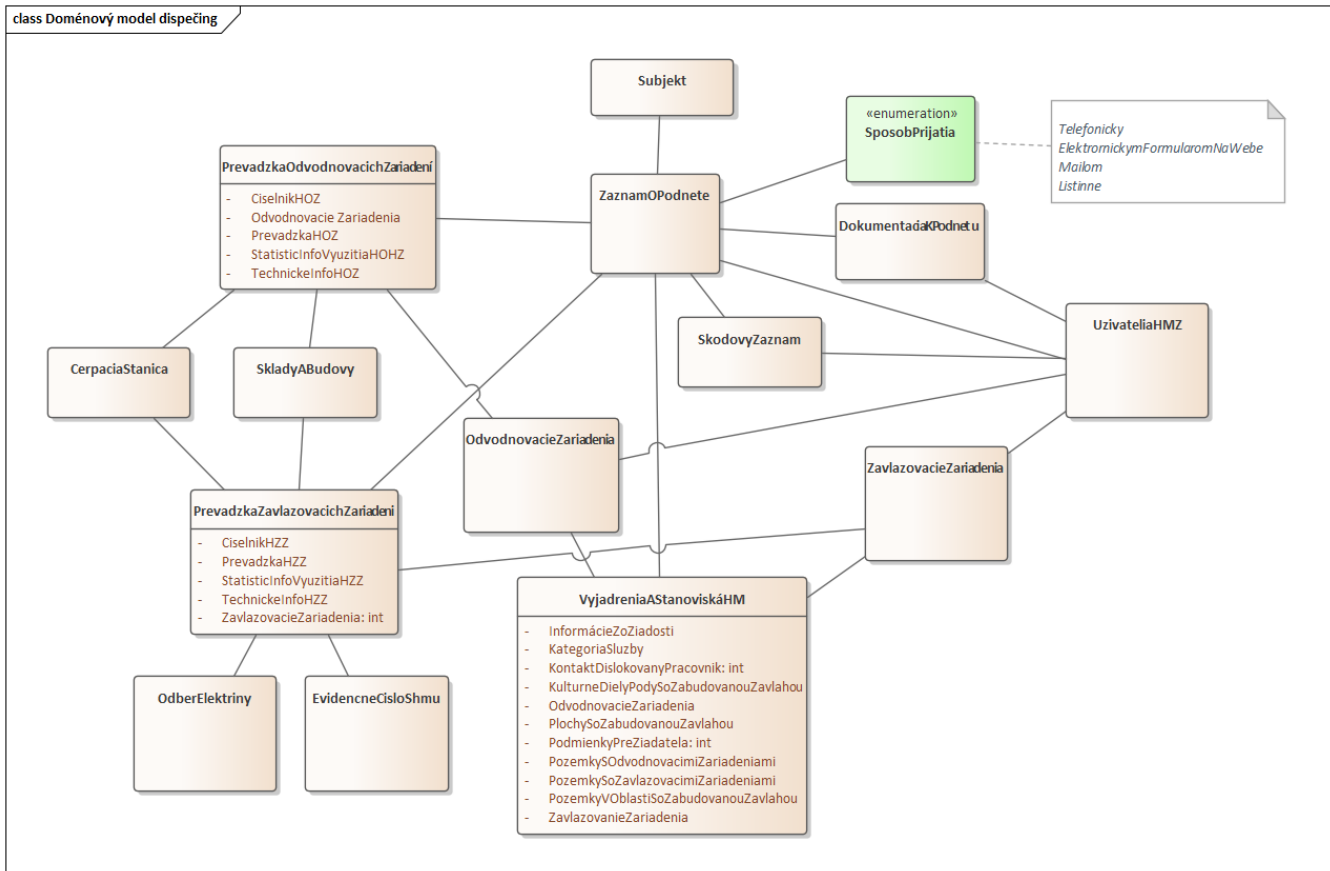 class Doménový model dispečing
Subjekt
«enumeration»
SposobPrijatia
Telefonicky
ElektornickymFormularomNaWebe
Mailom
Listinne
PrevadzkaOdvodnovacichZariadení
- CiselnikHOZ
- Odvodnovacie Zariadenia
- PrevadzkaHOZ
- StatisticInfoVyuzitiaHOHZ
- TechnickeInfoHOZ
ZaznamOPodnete
DokumentaciaKPodnetu
UzivateliaHMZ
SkodovyZaznam
CerpaciaStanica
SkladyABudovy
OdvodnovacieZariadenia
ZavlazovacieZariadenia
PrevadzkaZavlazovacichZariadeni
- CiselnikHZZ
- PrevadzkaHZZ
- StatisticInfoVyuzitiaHZZ
- TechnickeInfoHZZ
- ZavlazovacieZariadenia: int
VyjadreniaAStanoviskáHM
- InformácieZoZiadosti
- KategoriaSluzby
- KontaktDislokovanyPracovnik: int
- KulturneDielyPodySoZabudovanouZavlahou
- OdvodnovacieZariadenia
- PlochySoZabudovanouZavlahou
- PodmienkyPreZiadatela: int
- PozemkySOdvodnovacimiZariadeniami
- PozemkySoZavlazovacimiZariadeniami
- PozemkyVOblastiSoZabudovanouZavlahou
- ZavlazovanieZariadenia
OdberElektriny
EvidencneCisloShmu